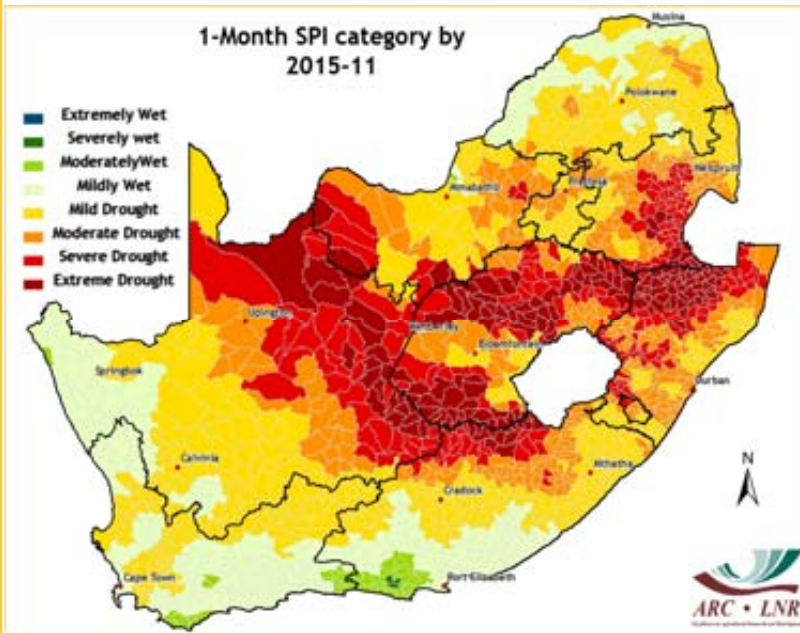 1-Month SPI category by
2015-11
Extremely Wet
Severely wet
ModeratelyWet
Mildly Wet
Mild Drought
Moderate Drought
Severe Drought
Extreme Drought
Musina
Polokwane
Nelspruit
Pretoria
Mmabatho
Upington
Kimberley
Bloemfontein
Springbok
Durban
Calvinia
Mthatha
Cradock
N
Cape Town
Port Elizabeth
ARC • LNR